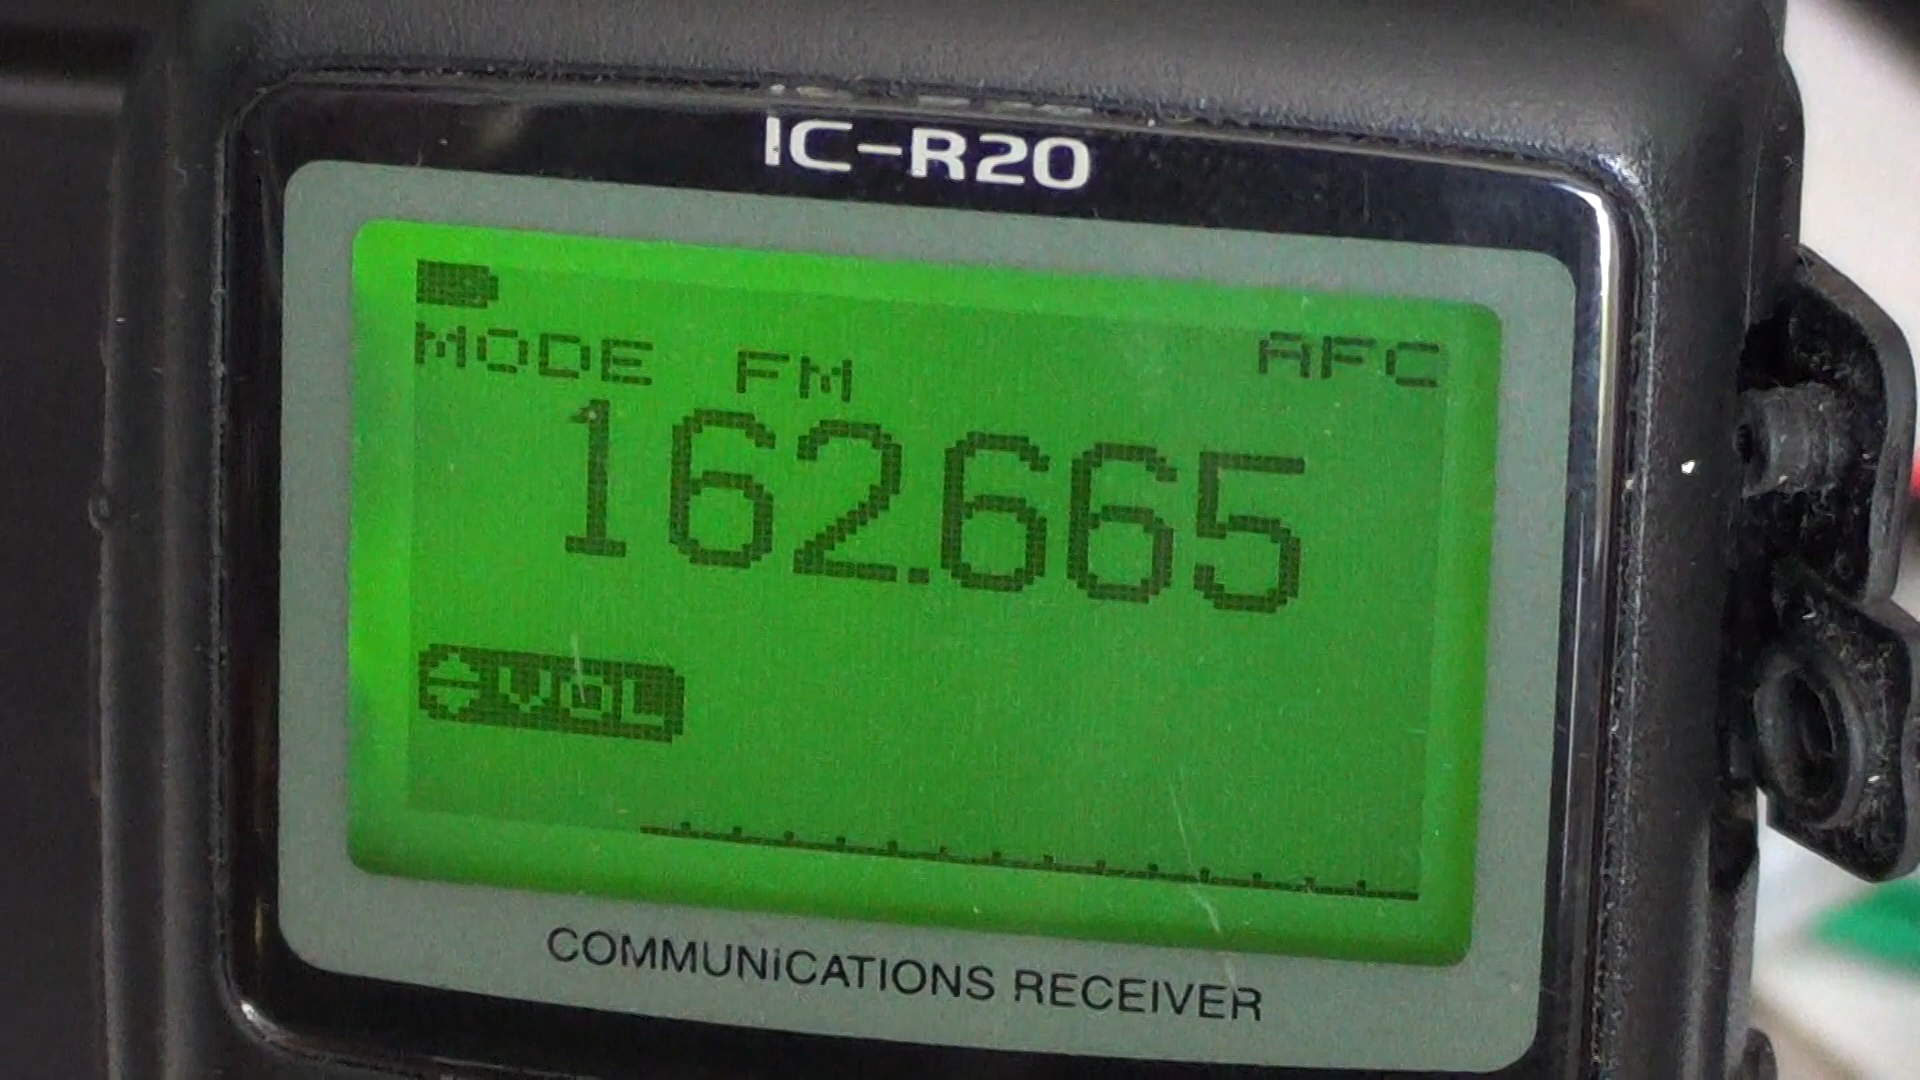 IC-R20
MODE FM AFC
162.665
VOL
COMMUNiCATIONS RECEIVER